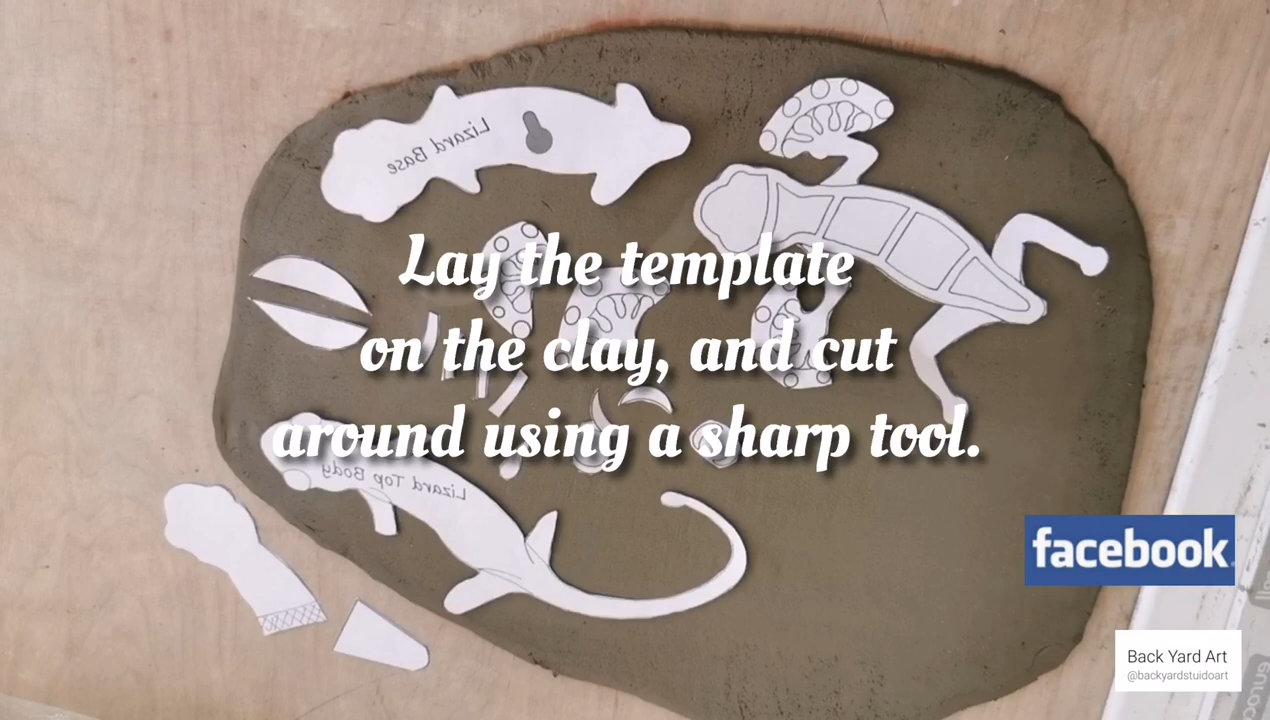 Lizard Base
Lay the template
on the clay, and cut
around using a sharp tool.
Lizard Top Body
facebook
Back Yard Art
@backyardstuidoart